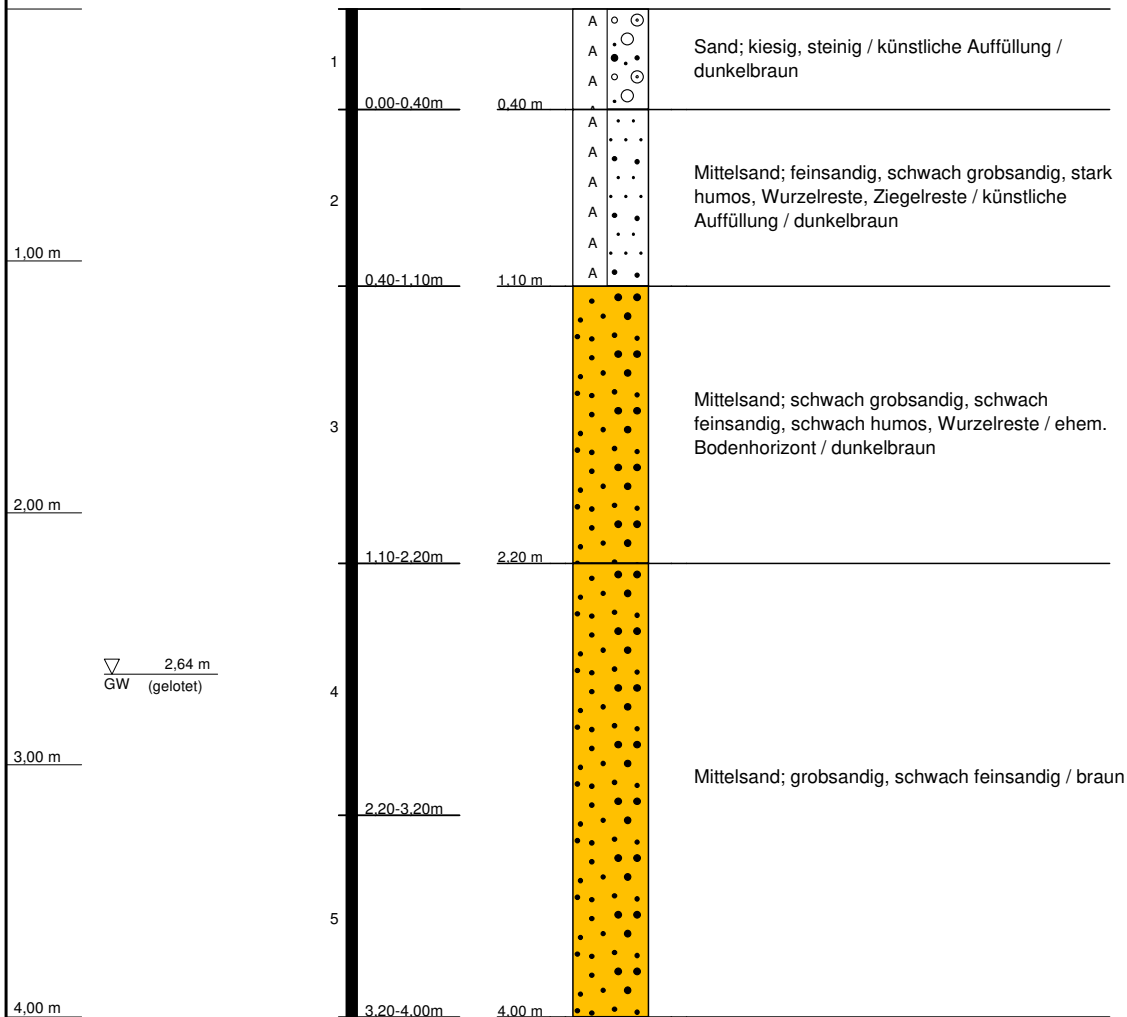 A
Sand; kiesig, steinig / künstliche Auffüllung /
A
1
dunkelbraun
A
0,00-0,40m 0,40 m
A
A
Mittelsand; feinsandig, schwach grobsandig, stark
A
2
humos, Wurzelreste, Ziegelreste / künstliche
A
Auffüllung / dunkelbraun
A
1,00 m
A
0,40-1,10m 1,10 m
Mittelsand; schwach grobsandig, schwach
3
feinsandig, schwach humos, Wurzelreste / ehem.
Bodenhorizont / dunkelbraun
2,00 m
1,10-2,20m 2,20 m
2,64 m
GW (gelotet)
4
3,00 m
Mittelsand; grobsandig, schwach feinsandig / braun
2,20-3,20m
5
4,00 m 3,20-4,00m 4,00 m